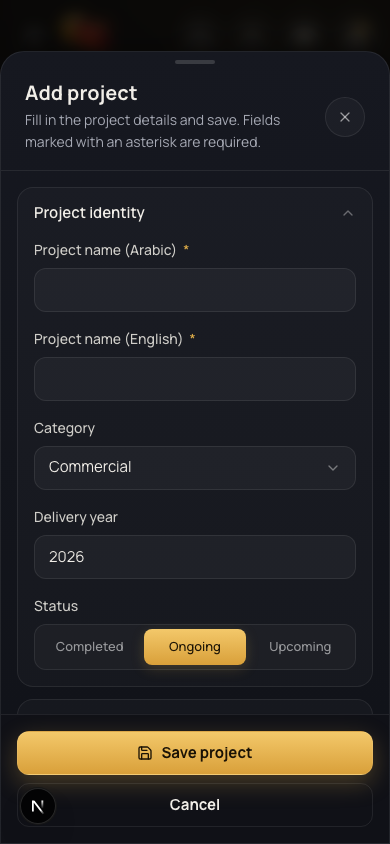 Add project
Fill in the project details and save. Fields
marked with an asterisk are required.
Project identity
Project name (Arabic) *
Project name (English) *
Category
Commercial
Delivery year
2026
Status
Completed Ongoing Upcoming
Save project
N
Cancel